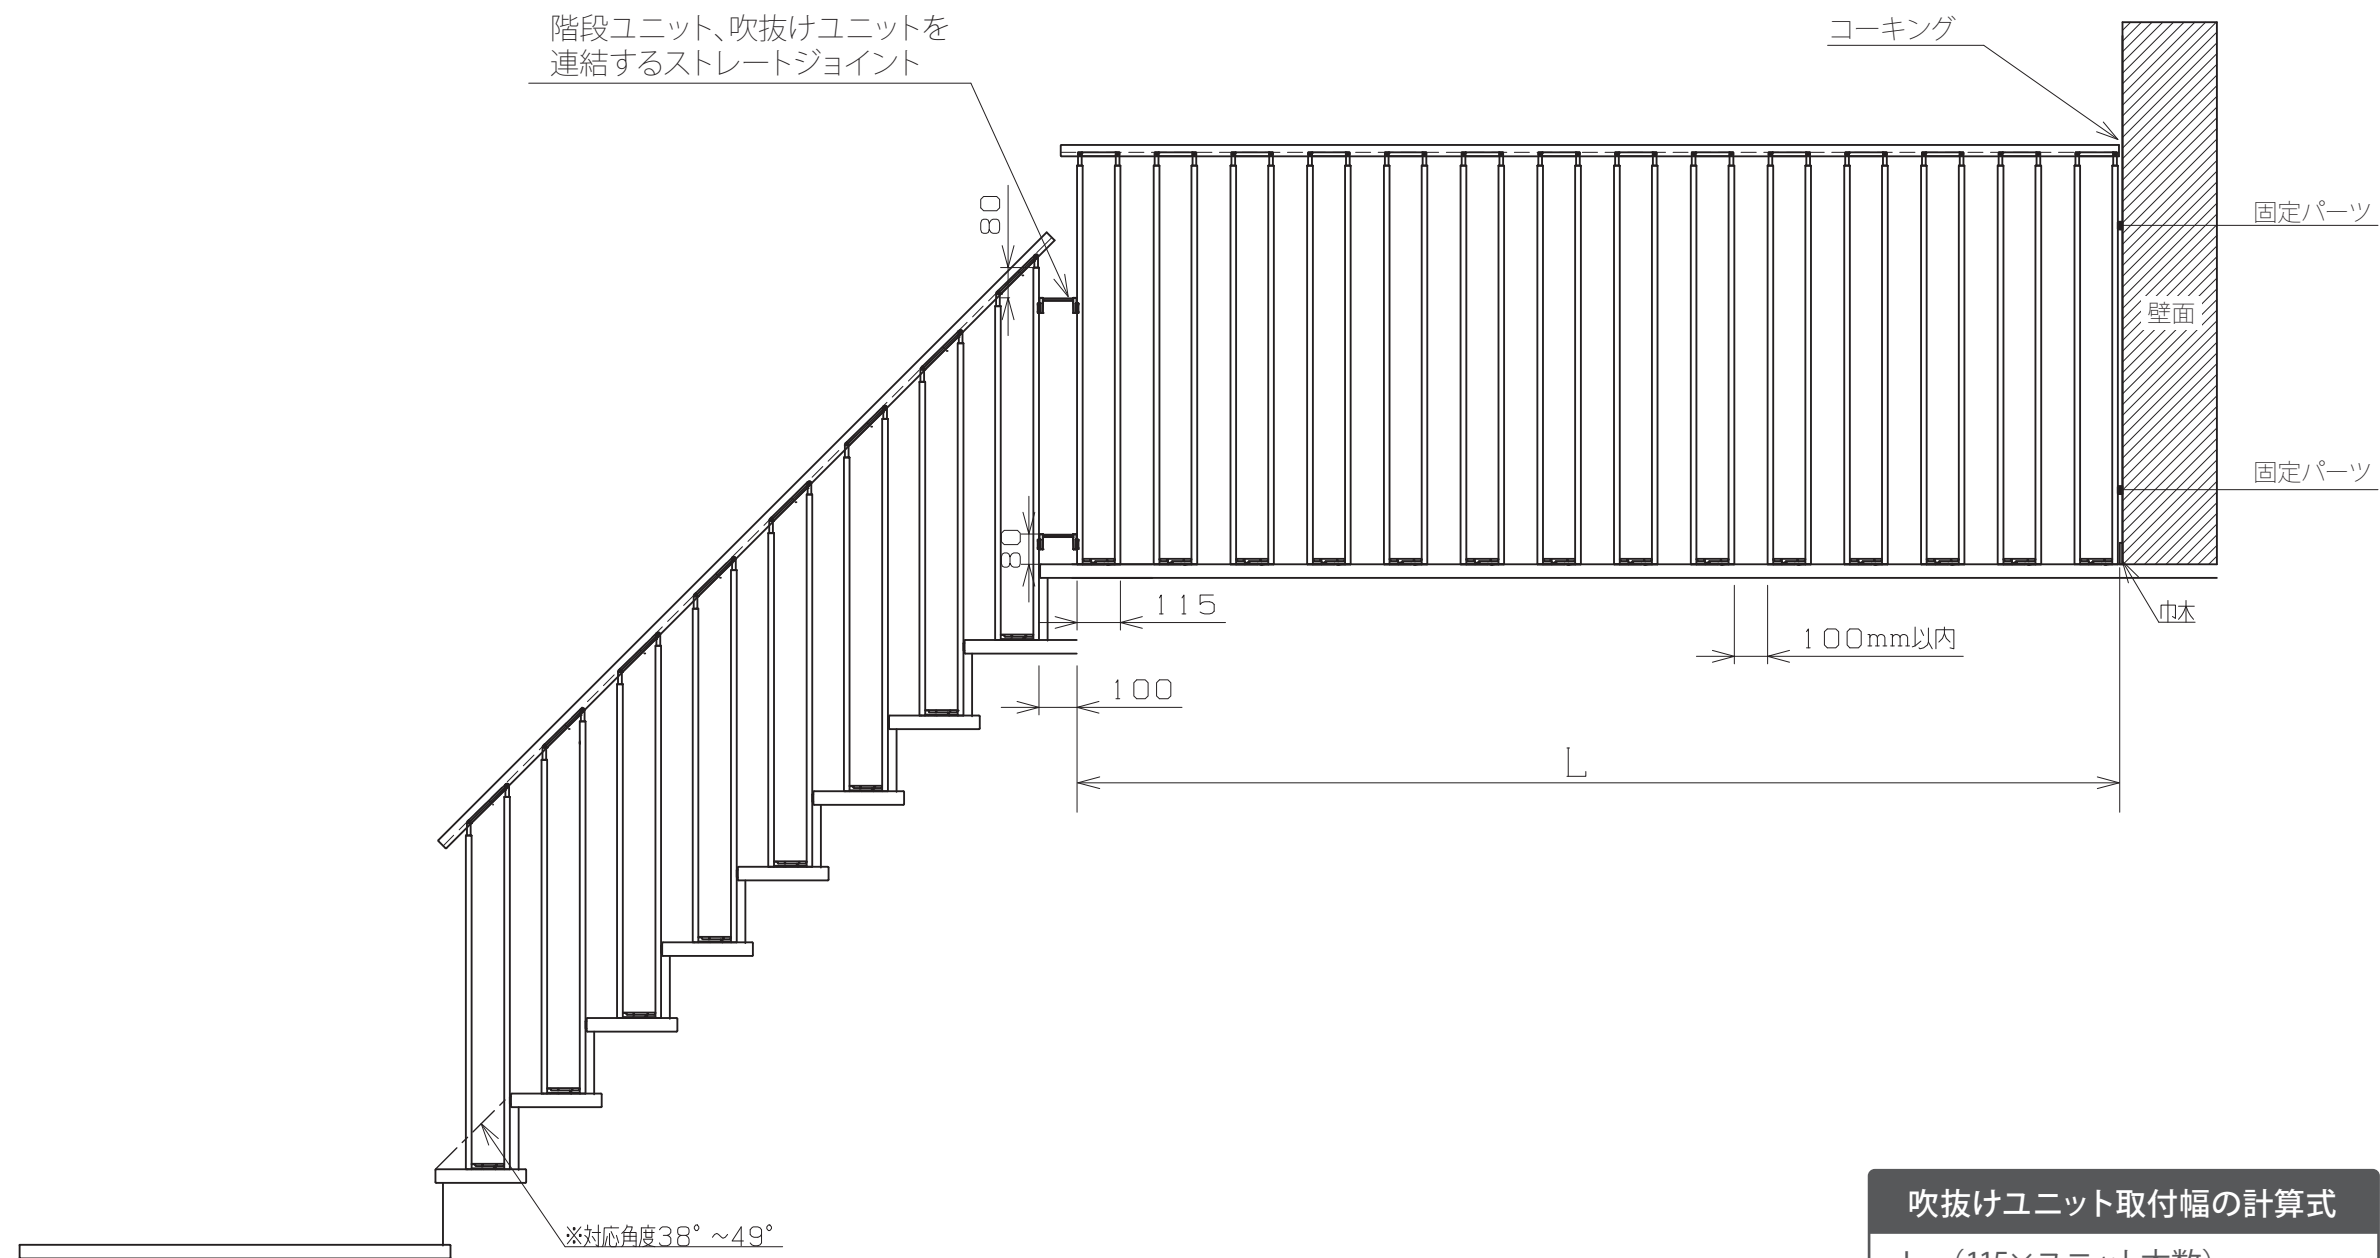 階段ユニット、吹抜けユニットを
連結するストレートジョイント
コーキング
80
固定パーツ
壁面
固定パーツ
80
115
巾木
100mm以内
100
L
※対応角度38°~49°
吹抜けユニット取付幅の計算式